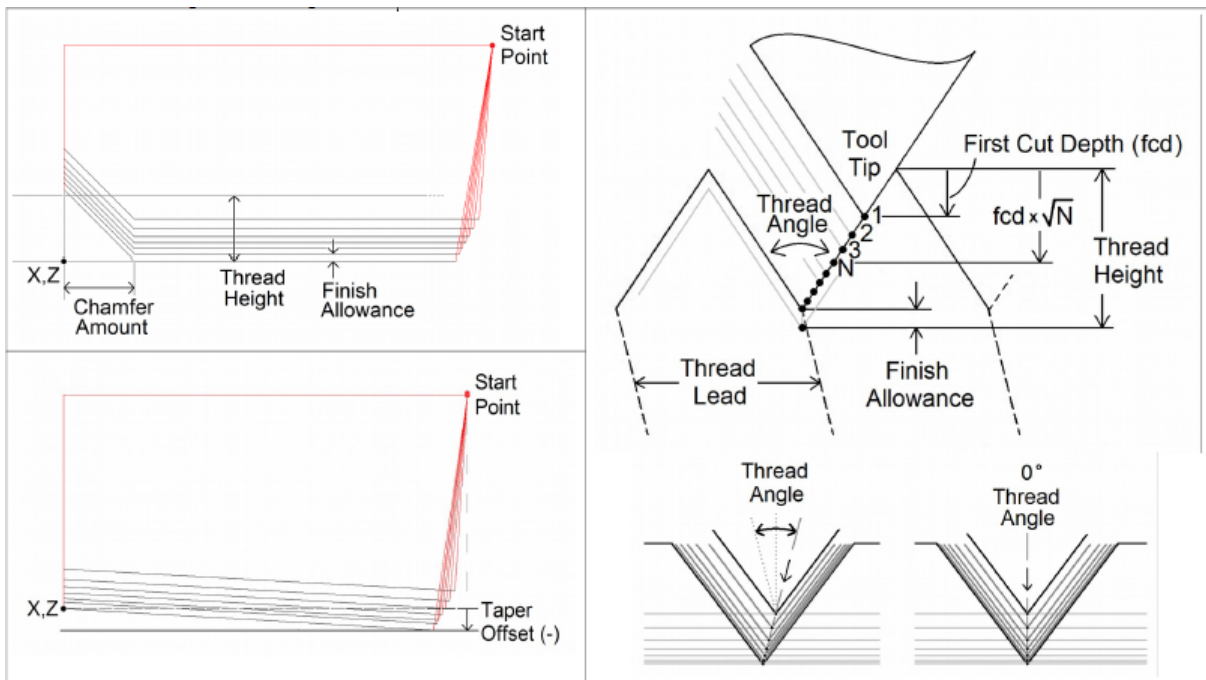 Start
Point
X,Z
Chamfer
Amount
Thread
Height
Finish
Allowance
Start
Point
X,Z
Taper
Offset (-)
Tool
Tip
First Cut Depth (fcd)
Thread
Angle
1
2
3
N
fcd×√N
Thread
Height
Thread
Lead
Finish
Allowance
Thread
Angle
0°
Thread
Angle